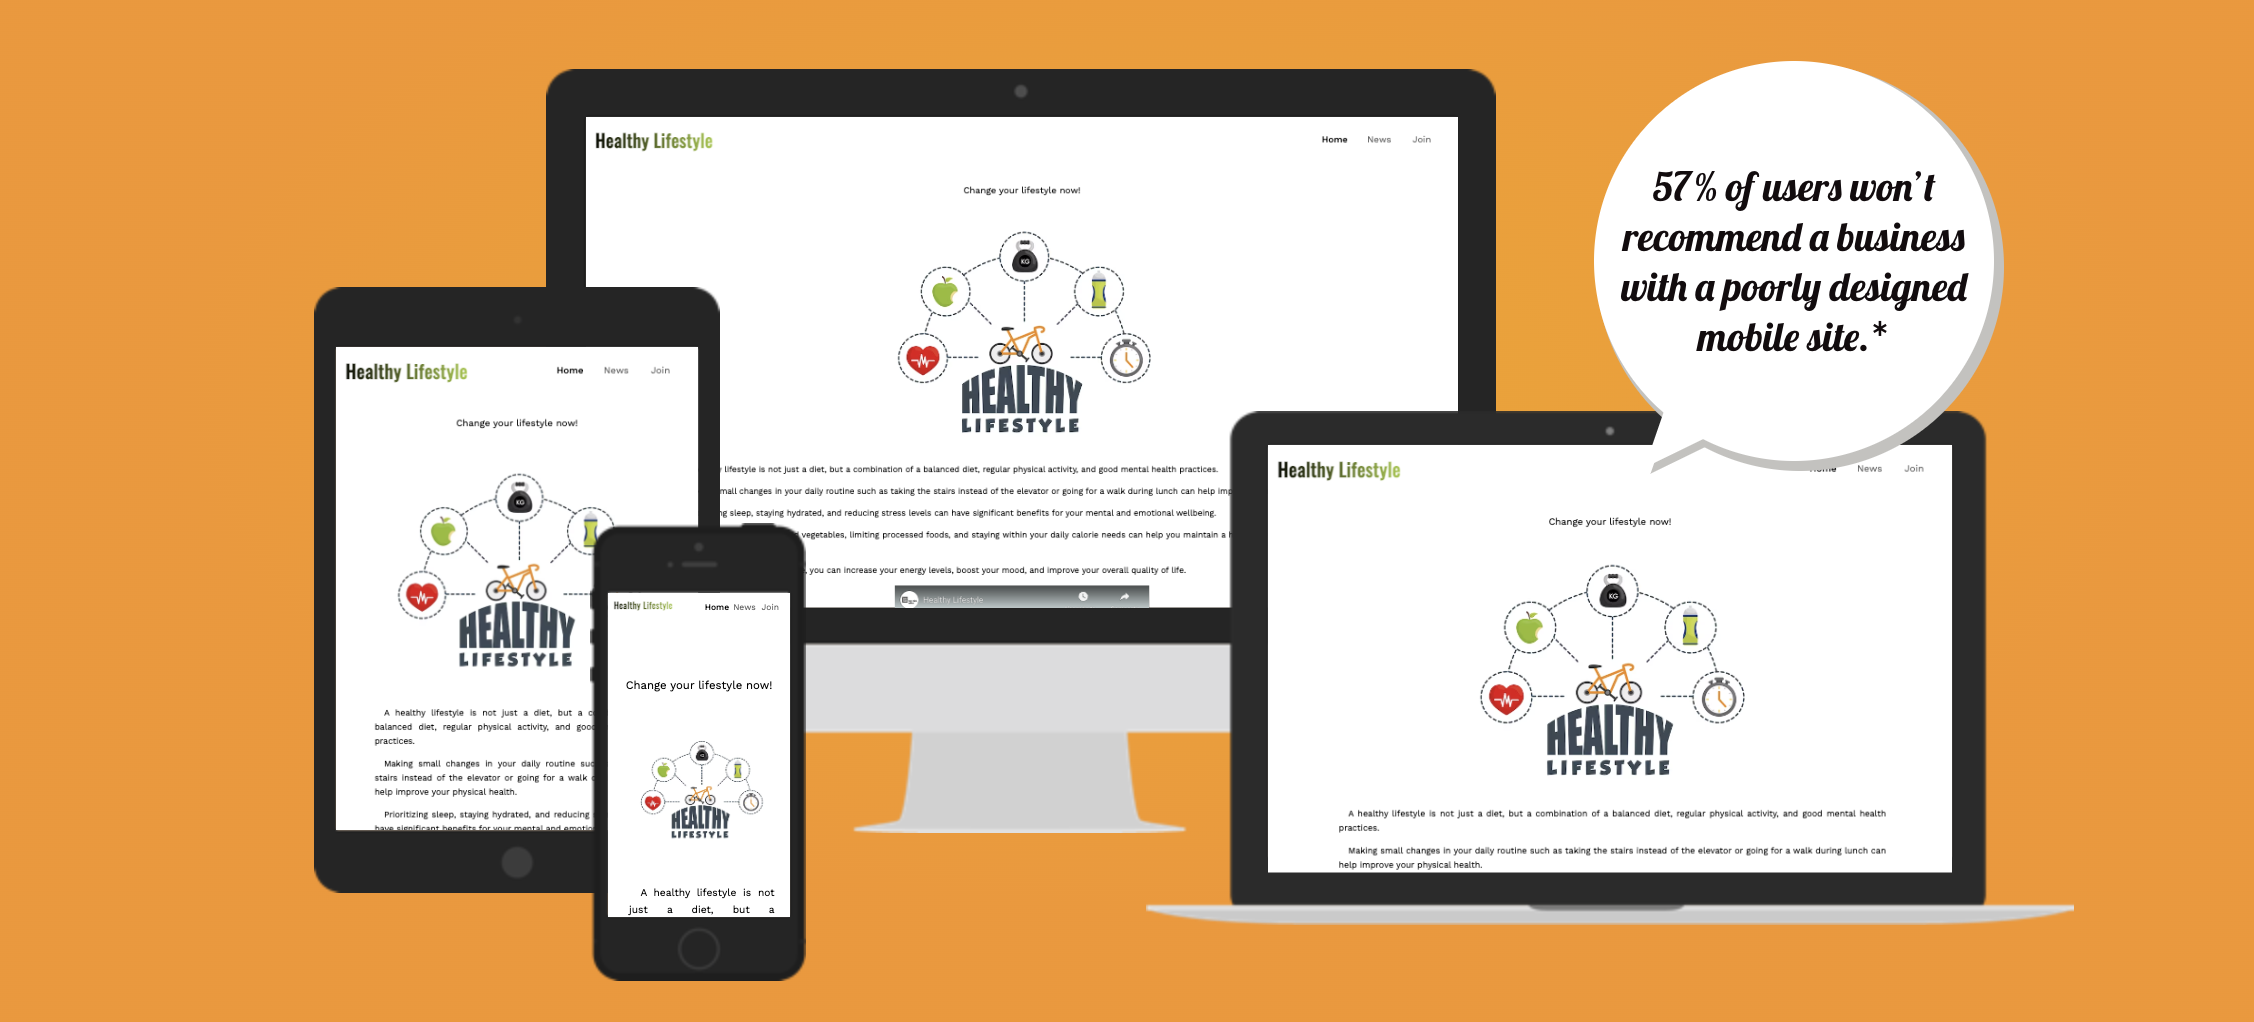 Healthy Lifestyle
Home News Join
Change your lifestyle now!
KG
HEALTHY
LIFESTYLE
lifestyle is not just a diet, but a combination of a balanced diet, regular physical activity, and good mental health practices.
changes in your daily routine such as taking the stairs instead of the elevator or going for a walk during lunch can help
sleep, staying hydrated, and reducing stress levels can have significant benefits for your mental and emotional wellbeing.
vegetables, limiting processed foods, and staying within your daily calorie needs can help you maintain a
you can increase your energy levels, boost your mood, and improve your overall quality of life.
Healthy Lifestyle
57% of users won't
recommend a business
with a poorly designed
mobile site.*
Healthy Lifestyle
Home News Join
Change your lifestyle now!
KG
HEALTHY
LIFESTYLE
A healthy lifestyle is not just a diet, but a
balanced diet, regular physical activity, and good
practices.
Making small changes in your daily routine
stairs instead of the elevator or going for a walk
help improve your physical health.
Prioritizing sleep, staying hydrated, and reducing
have significant benefits for your mental and
Healthy Lifestyle
Home News Join
Change your lifestyle now!
HEALTHY
LIFESTYLE
A healthy lifestyle is not
just a diet, but a
Healthy Lifestyle
Home News Join
Change your lifestyle now!
KG
HEALTHY
LIFESTYLE
A healthy lifestyle is not just a diet, but a combination of a balanced diet, regular physical activity, and good mental health
practices.
Making small changes in your daily routine such as taking the stairs instead of the elevator or going for a walk during lunch can
help improve your physical health.